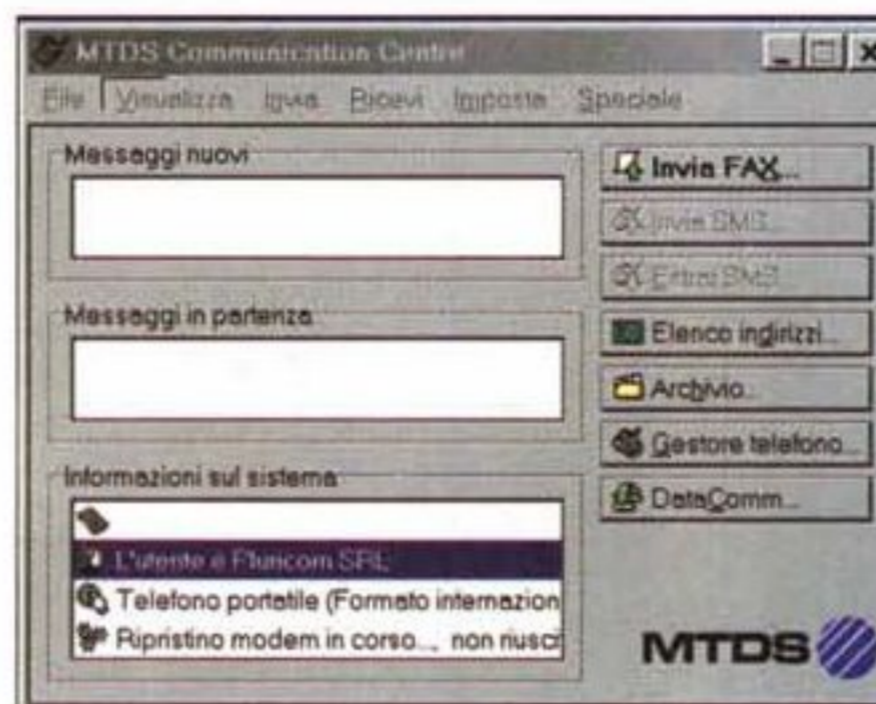 MTDS Communication Centre
File Visualizza Invia Ricevi Imposta Speciale
Messaggi nuovi
Invia FAX...
Invia SMS...
Estrai SMS...
Messaggi in partenza
Elenco indirizzi...
Archivio...
Gestore telefono...
Informazioni sul sistema
DataComm...
L'utente è Pluricom SRL
Telefono portatile (Formato internazion
Ripristino modem in corso..., non riusci
MTDS